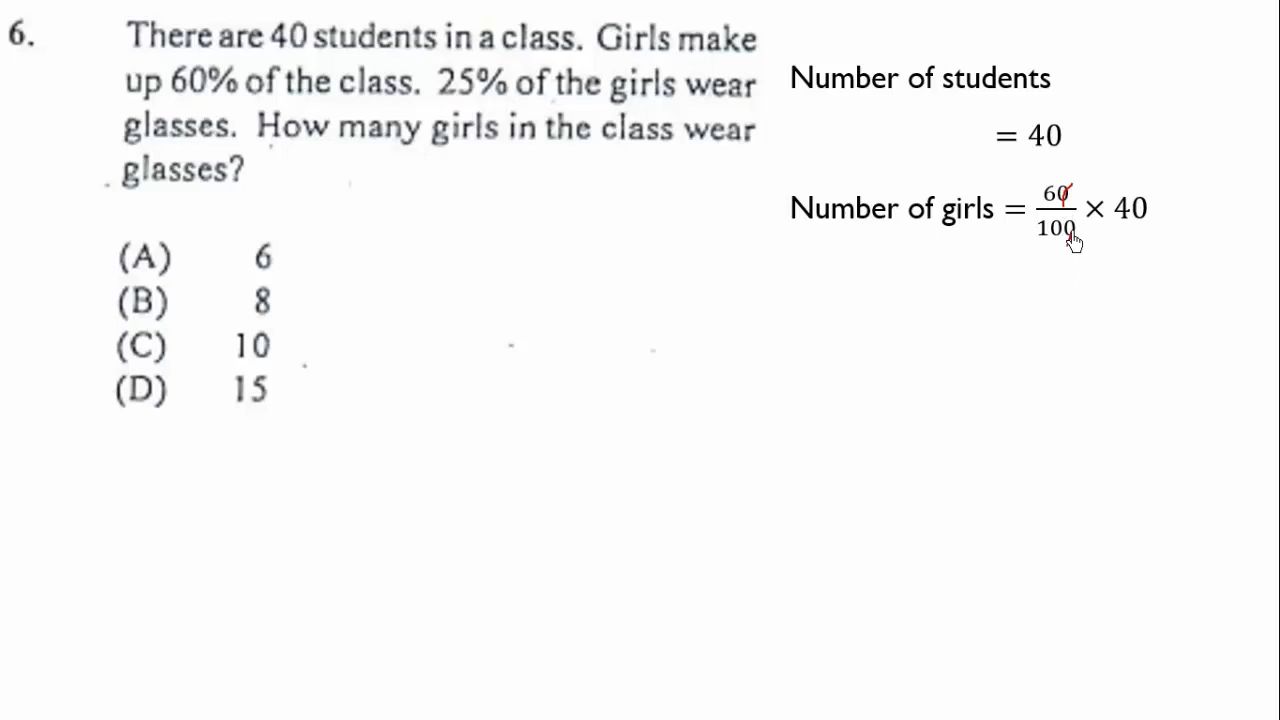 6. There are 40 students in a class. Girls make
up 60% of the class. 25% of the girls wear
glasses. How many girls in the class wear
glasses?
(A) 6
(B) 8
(C) 10
(D) 15
Number of students
= 40
Number of girls = 60/100 × 40